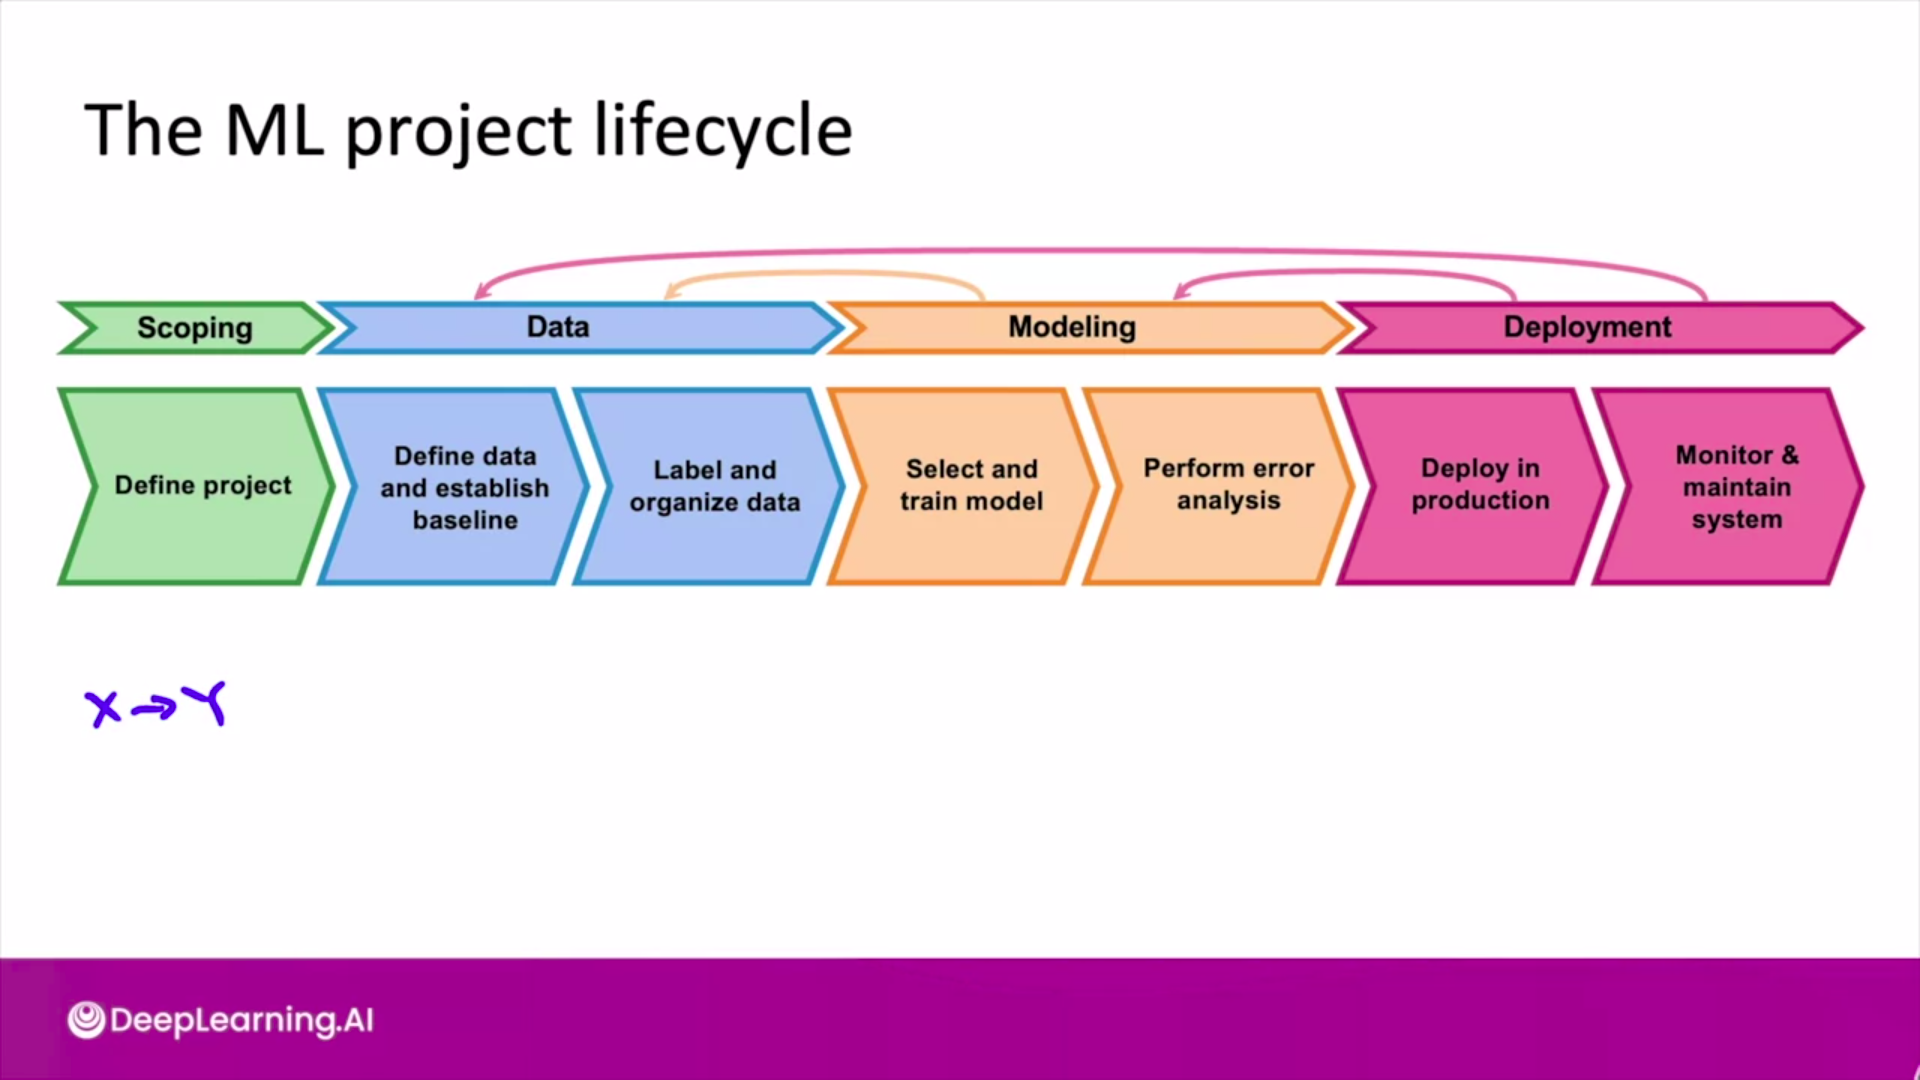 The ML project lifecycle
Scoping
Data
Modeling
Deployment
Define project
Define data
and establish
baseline
Label and
organize data
Select and
train model
Perform error
analysis
Deploy in
production
Monitor &
maintain
system
X→Y
DeepLearning.AI